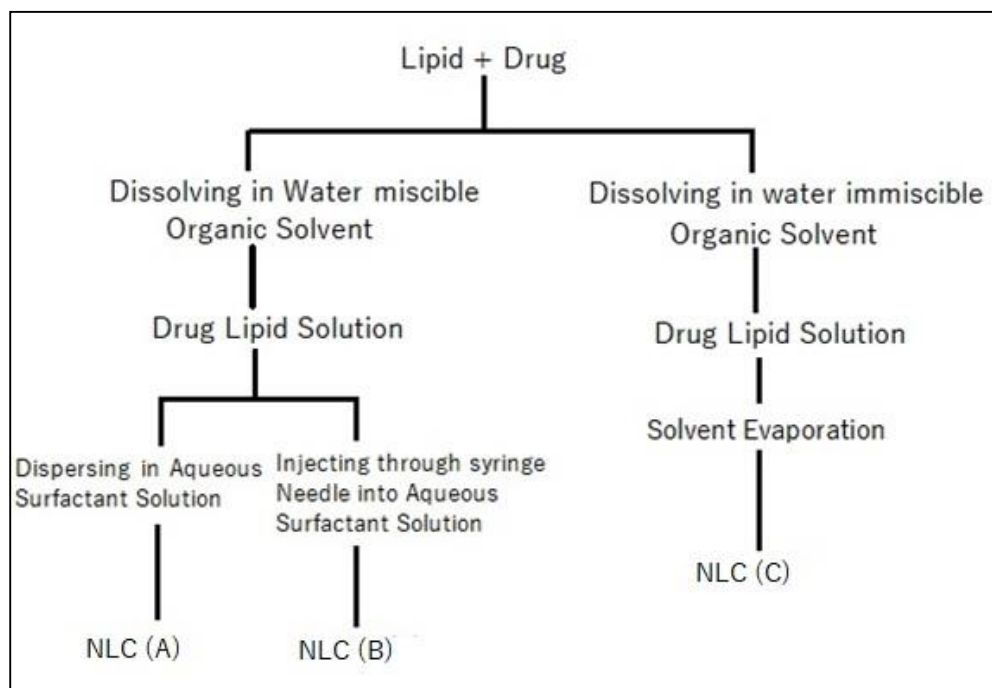 Lipid + Drug
Dissolving in Water miscible
Organic Solvent
Drug Lipid Solution
Dispersing in Aqueous
Surfactant Solution
NLC (A)
Injecting through syringe
Needle into Aqueous
Surfactant Solution
NLC (B)
Dissolving in water immiscible
Organic Solvent
Drug Lipid Solution
Solvent Evaporation
NLC (C)